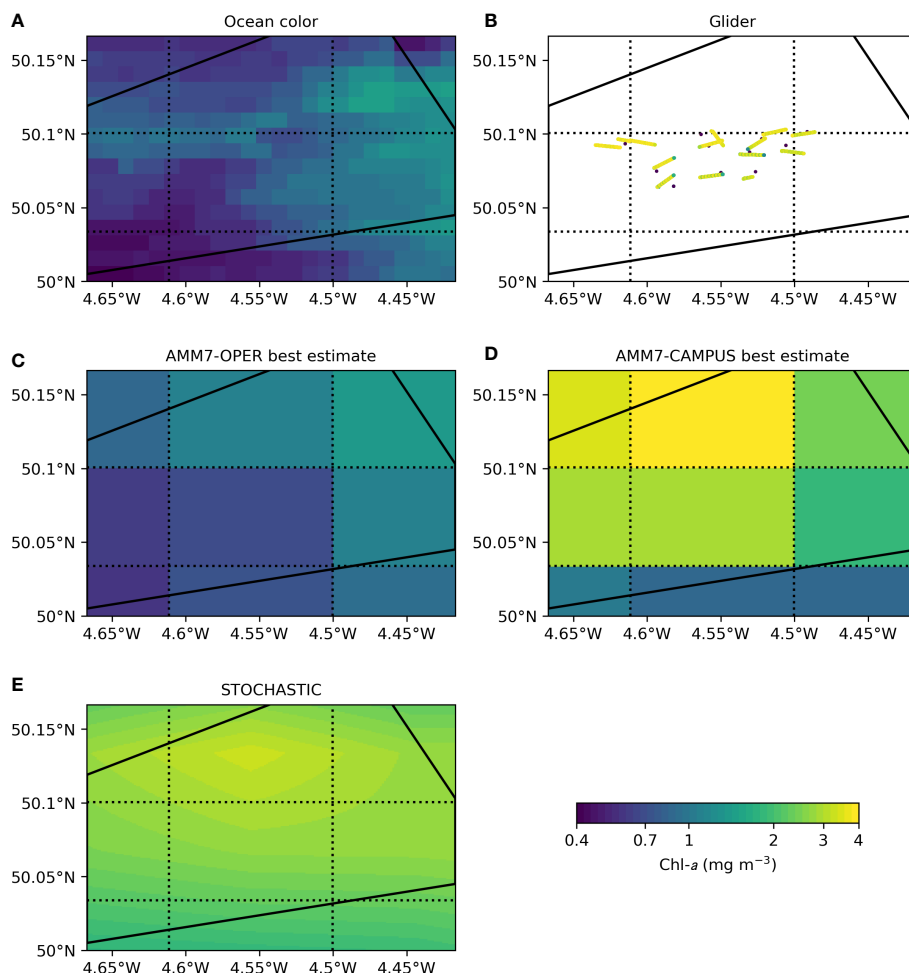 A
Ocean color
50.15°N
50.1°N
50.05°N
50°N
4.65°W 4.6°W 4.55°W 4.5°W 4.45°W
B
Glider
50.15°N
50.1°N
50.05°N
50°N
4.65°W 4.6°W 4.55°W 4.5°W 4.45°W
C
AMM7-OPER best estimate
50.15°N
50.1°N
50.05°N
50°N
4.65°W 4.6°W 4.55°W 4.5°W 4.45°W
D
AMM7-CAMPUS best estimate
50.15°N
50.1°N
50.05°N
50°N
4.65°W 4.6°W 4.55°W 4.5°W 4.45°W
E
STOCHASTIC
50.15°N
50.1°N
50.05°N
50°N
4.65°W 4.6°W 4.55°W 4.5°W 4.45°W
0.4 0.7 1 2 3 4
Chl-a (mg m⁻³)